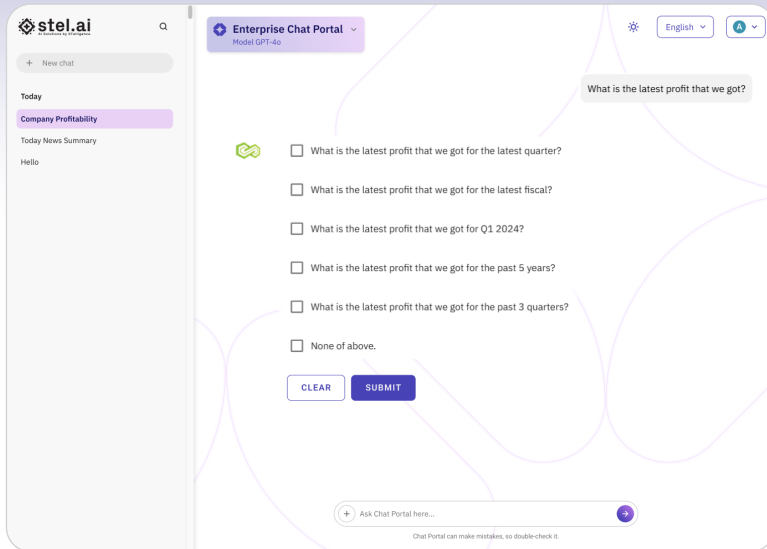 stel.ai
AI Solutions by STelligence
New chat
Today
Company Profitability
Today News Summary
Hello
Enterprise Chat Portal
Model GPT-4o
English
A
What is the latest profit that we got?
What is the latest profit that we got for the latest quarter?
What is the latest profit that we got for the latest fiscal?
What is the latest profit that we got for Q1 2024?
What is the latest profit that we got for the past 5 years?
What is the latest profit that we got for the past 3 quarters?
None of above.
CLEAR
SUBMIT
Ask Chat Portal here...
Chat Portal can make mistakes, so double-check it.